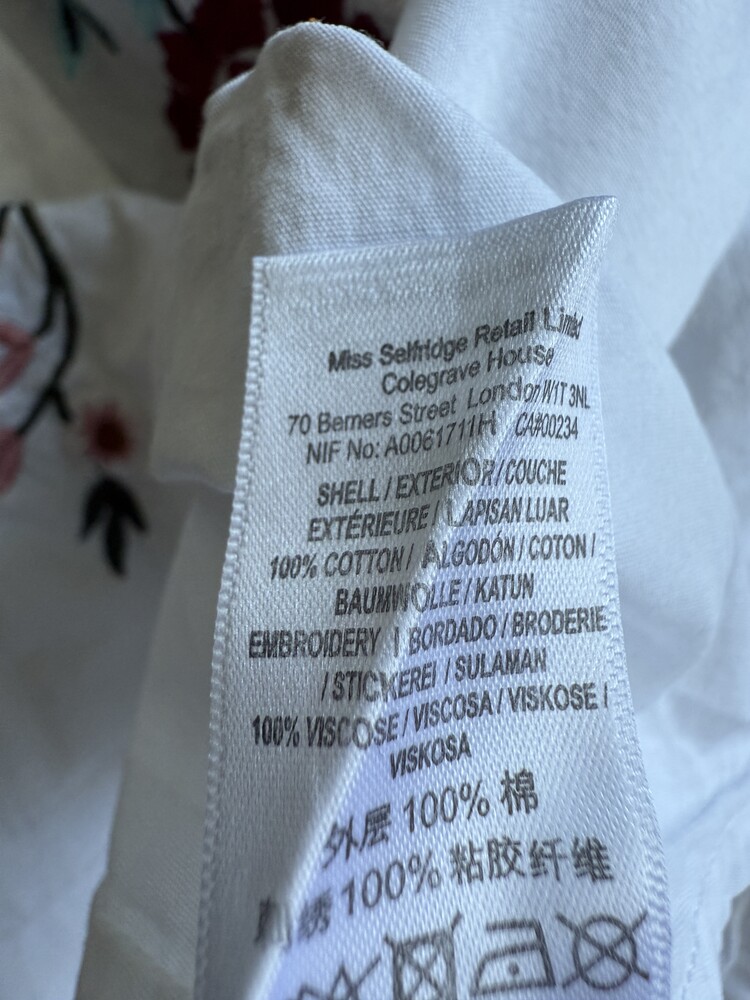 Miss Selfridge Retail Limited
Colegrave House
70 Berners Street London W1T 3NL
NIF No: A0061711H CA#00234
SHELL / EXTERIOR / COUCHE
EXTÉRIEURE / LAPISAN LUAR
100% COTTON / ALGODÓN / COTON /
BAUMWOLLE / KATUN
EMBROIDERY / BORDADO / BRODERIE
/ STICKEREI / SULAMAN
100% VISCOSE / VISCOSA / VISKOSE /
VISKOSA
外层 100% 棉
刺绣 100% 粘胶纤维